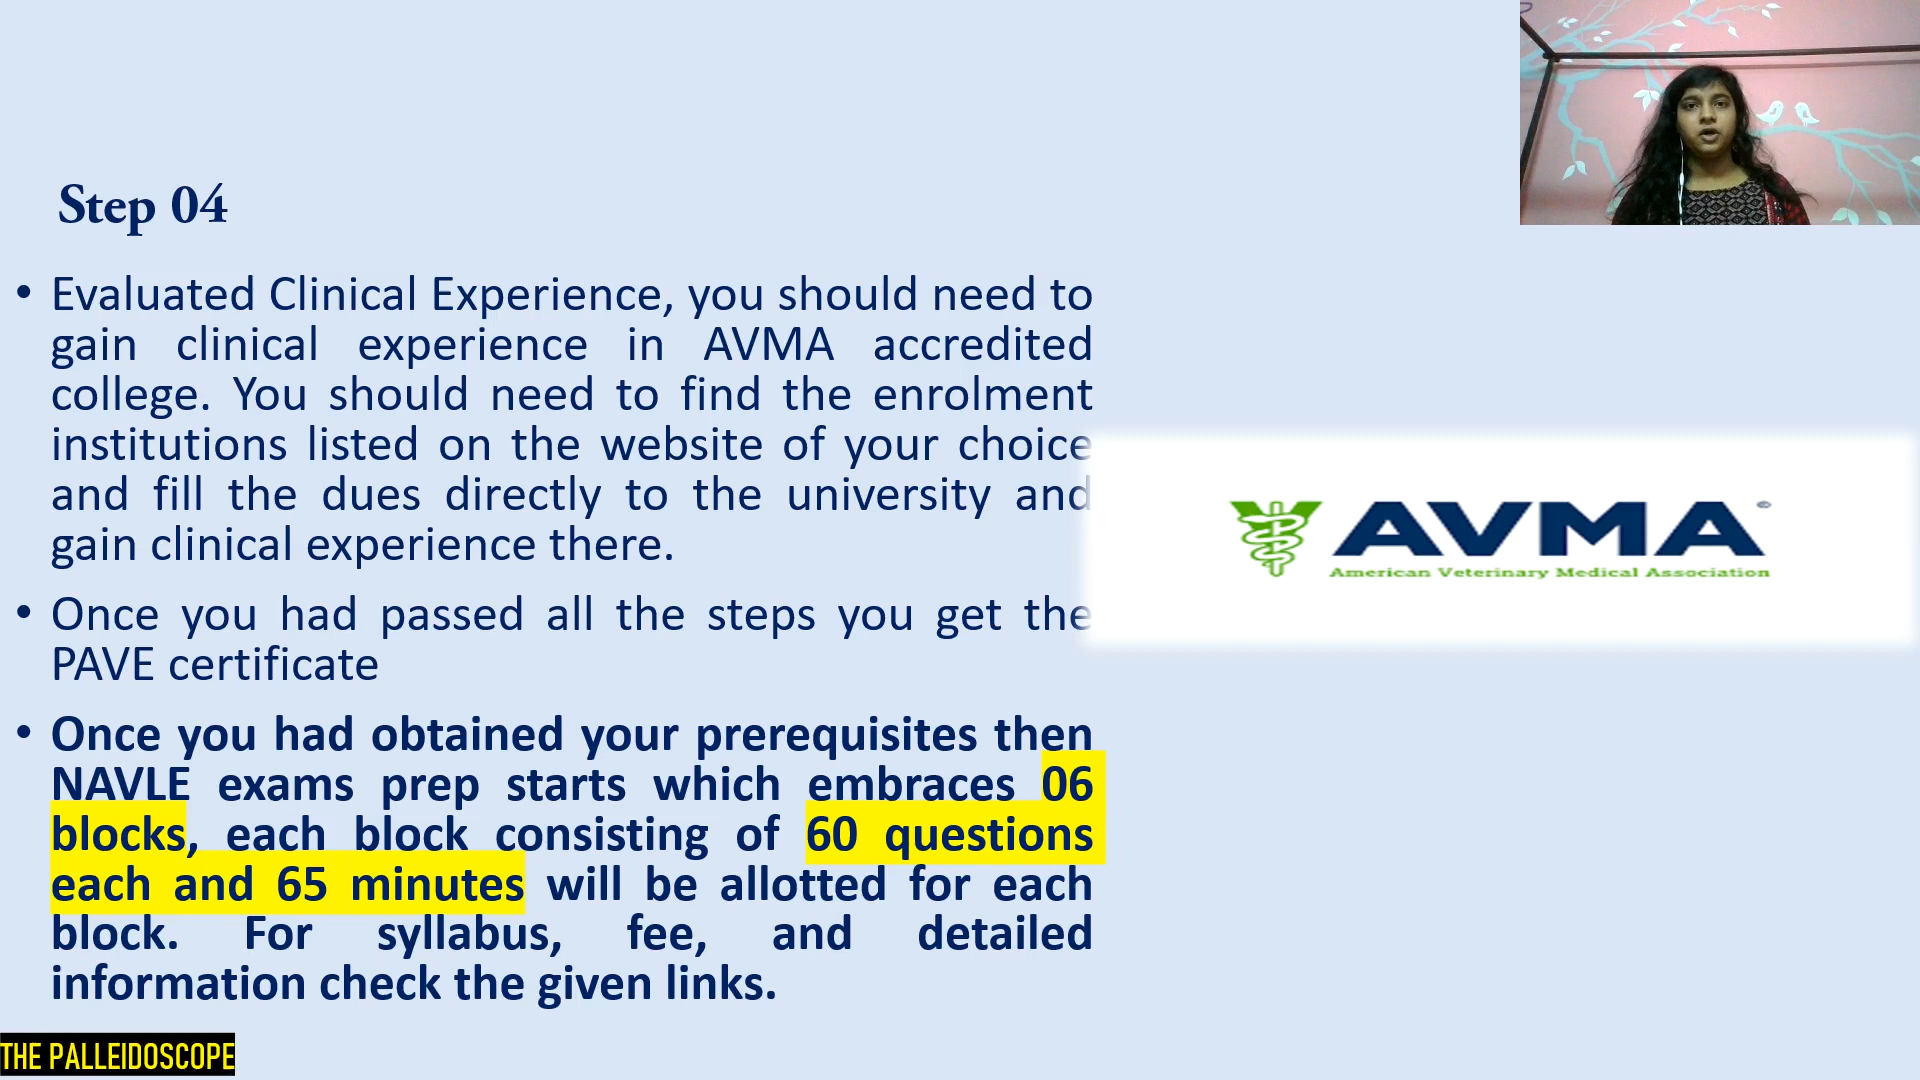 Step 04
• Evaluated Clinical Experience, you should need to
gain clinical experience in AVMA accredited
college. You should need to find the enrolment
institutions listed on the website of your choice
and fill the dues directly to the university and
gain clinical experience there.
• Once you had passed all the steps you get the
PAVE certificate
• Once you had obtained your prerequisites then
NAVLE exams prep starts which embraces 06
blocks, each block consisting of 60 questions
each and 65 minutes will be allotted for each
block. For syllabus, fee, and detailed
information check the given links.
AVMA®
American Veterinary Medical Association
THE PALLEIDOSCOPE